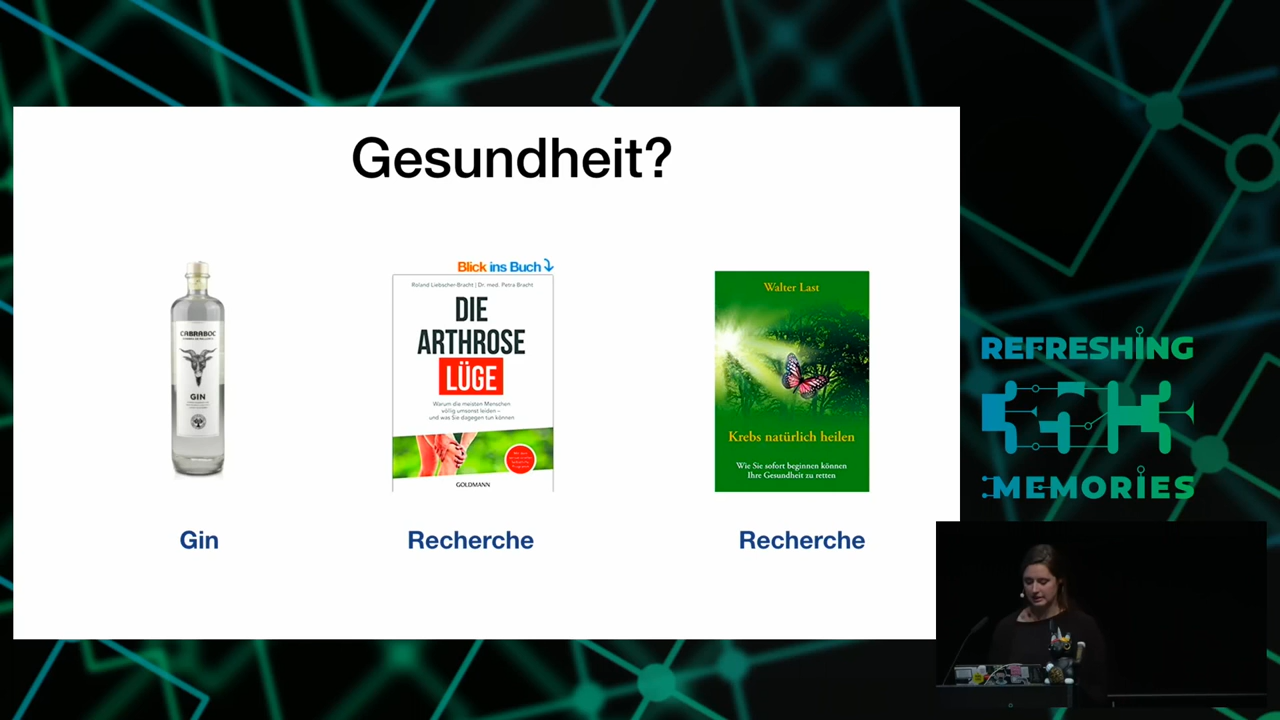 Gesundheit?
CABRABOC
GIN
Gin
Blick ins Buch
Roland Liebscher-Bracht | Dr. med. Petra Bracht
DIE
ARTHROSE
LÜGE
Warum die meisten Menschen
völlig umsonst leiden –
und was Sie dagegen tun können
GOLDMANN
Recherche
Walter Last
Krebs natürlich heilen
Wie Sie sofort beginnen können
Ihre Gesundheit zu retten
Recherche
REFRESHING
35C3
MEMORIES